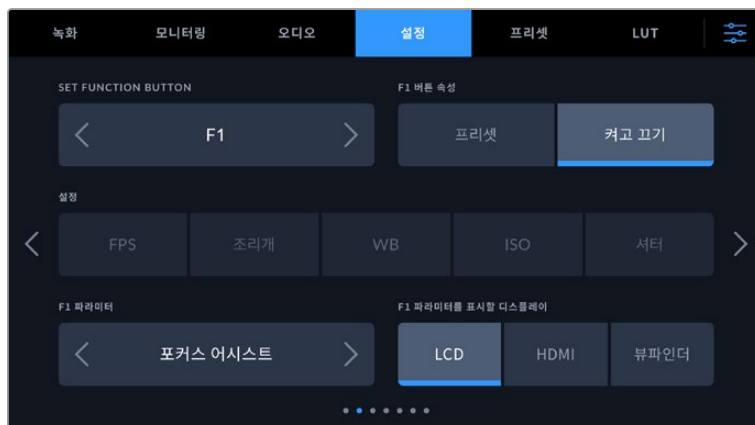 녹화 모니터링 오디오 설정 프리셋 LUT
SET FUNCTION BUTTON F1 버튼 속성
F1 프리셋 켜고 끄기
설정
FPS 조리개 WB ISO 셔터
F1 파라미터 F1 파라미터를 표시할 디스플레이
포커스 어시스트 LCD HDMI 뷰파인더